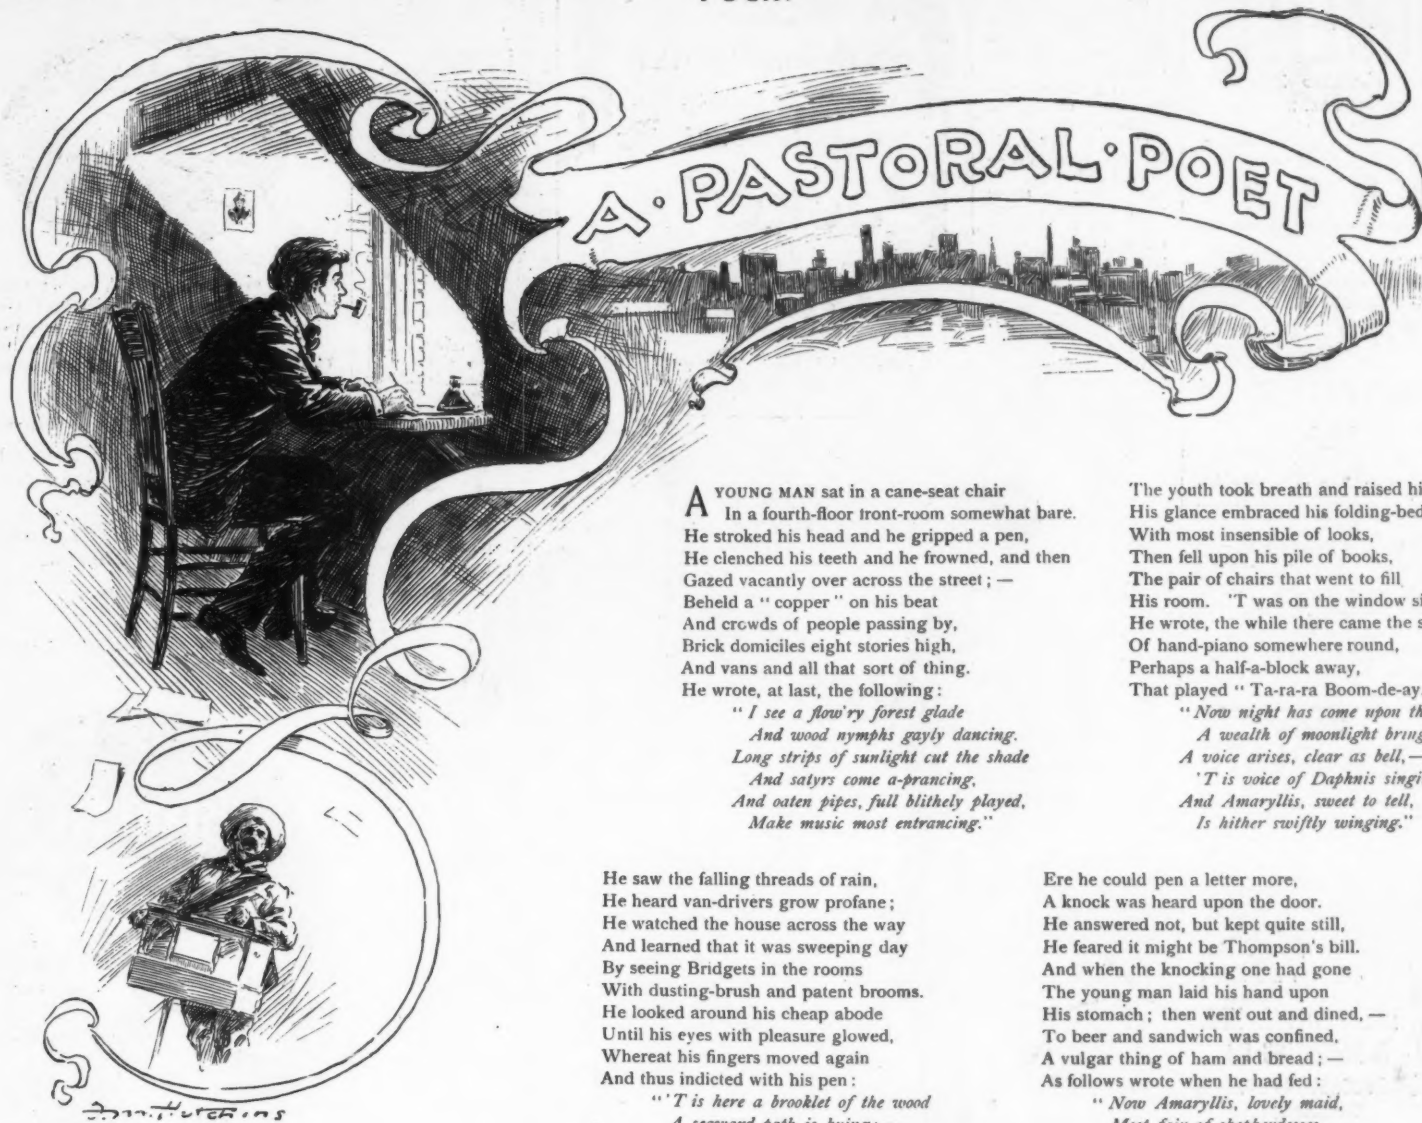 A · PASTORAL · POET
A YOUNG MAN sat in a cane-seat chair
In a fourth-floor front-room somewhat bare.
He stroked his head and he gripped a pen,
He clenched his teeth and he frowned, and then
Gazed vacantly over across the street; —
Beheld a "copper" on his beat
And crowds of people passing by,
Brick domiciles eight stories high,
And vans and all that sort of thing.
He wrote, at last, the following:
"I see a flow'ry forest glade
And wood nymphs gayly dancing.
Long strips of sunlight cut the shade
And satyrs come a-prancing,
And oaten pipes, full blithely played,
Make music most entrancing."
He saw the falling threads of rain,
He heard van-drivers grow profane;
He watched the house across the way
And learned that it was sweeping day
By seeing Bridgets in the rooms
With dusting-brush and patent brooms.
He looked around his cheap abode
Until his eyes with pleasure glowed,
Whereat his fingers moved again
And thus indicted with his pen:
"'T is here a brooklet of the wood
A seaward path is
The youth took breath and raised
His glance embraced his folding-bed
With most insensible of looks,
Then fell upon his pile of books,
The pair of chairs that went to fill
His room. 'T was on the window
He wrote, the while there came the
Of hand-piano somewhere round,
Perhaps a half-a-block away,
That played "Ta-ra-ra Boom-de-ay
"Now night has come upon
A wealth of moonlight
A voice arises, clear as bell, —
'T is voice of Daphnis
And Amaryllis, sweet to tell,
Is hither swiftly winging."
Ere he could pen a letter more,
A knock was heard upon the door.
He answered not, but kept quite still,
He feared it might be Thompson's bill.
And when the knocking one had gone
The young man laid his hand upon
His stomach; then went out and dined, —
To beer and sandwich was confined,
A vulgar thing of ham and bread; —
As follows wrote when he had fed:
"Now Amaryllis, lovely maid,
Most fair of
Hutchins